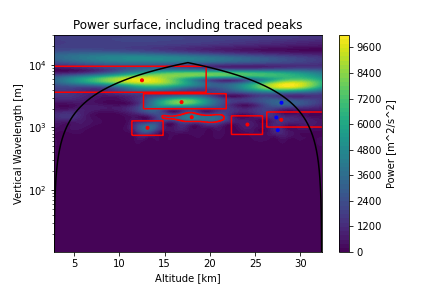 Power surface, including traced peaks
Vertical Wavelength [m]
10^4
10^3
10^2
5 10 15 20 25 30
Altitude [km]
9600
8400
7200
6000
4800
3600
2400
1200
0
Power [m^2/s^2]